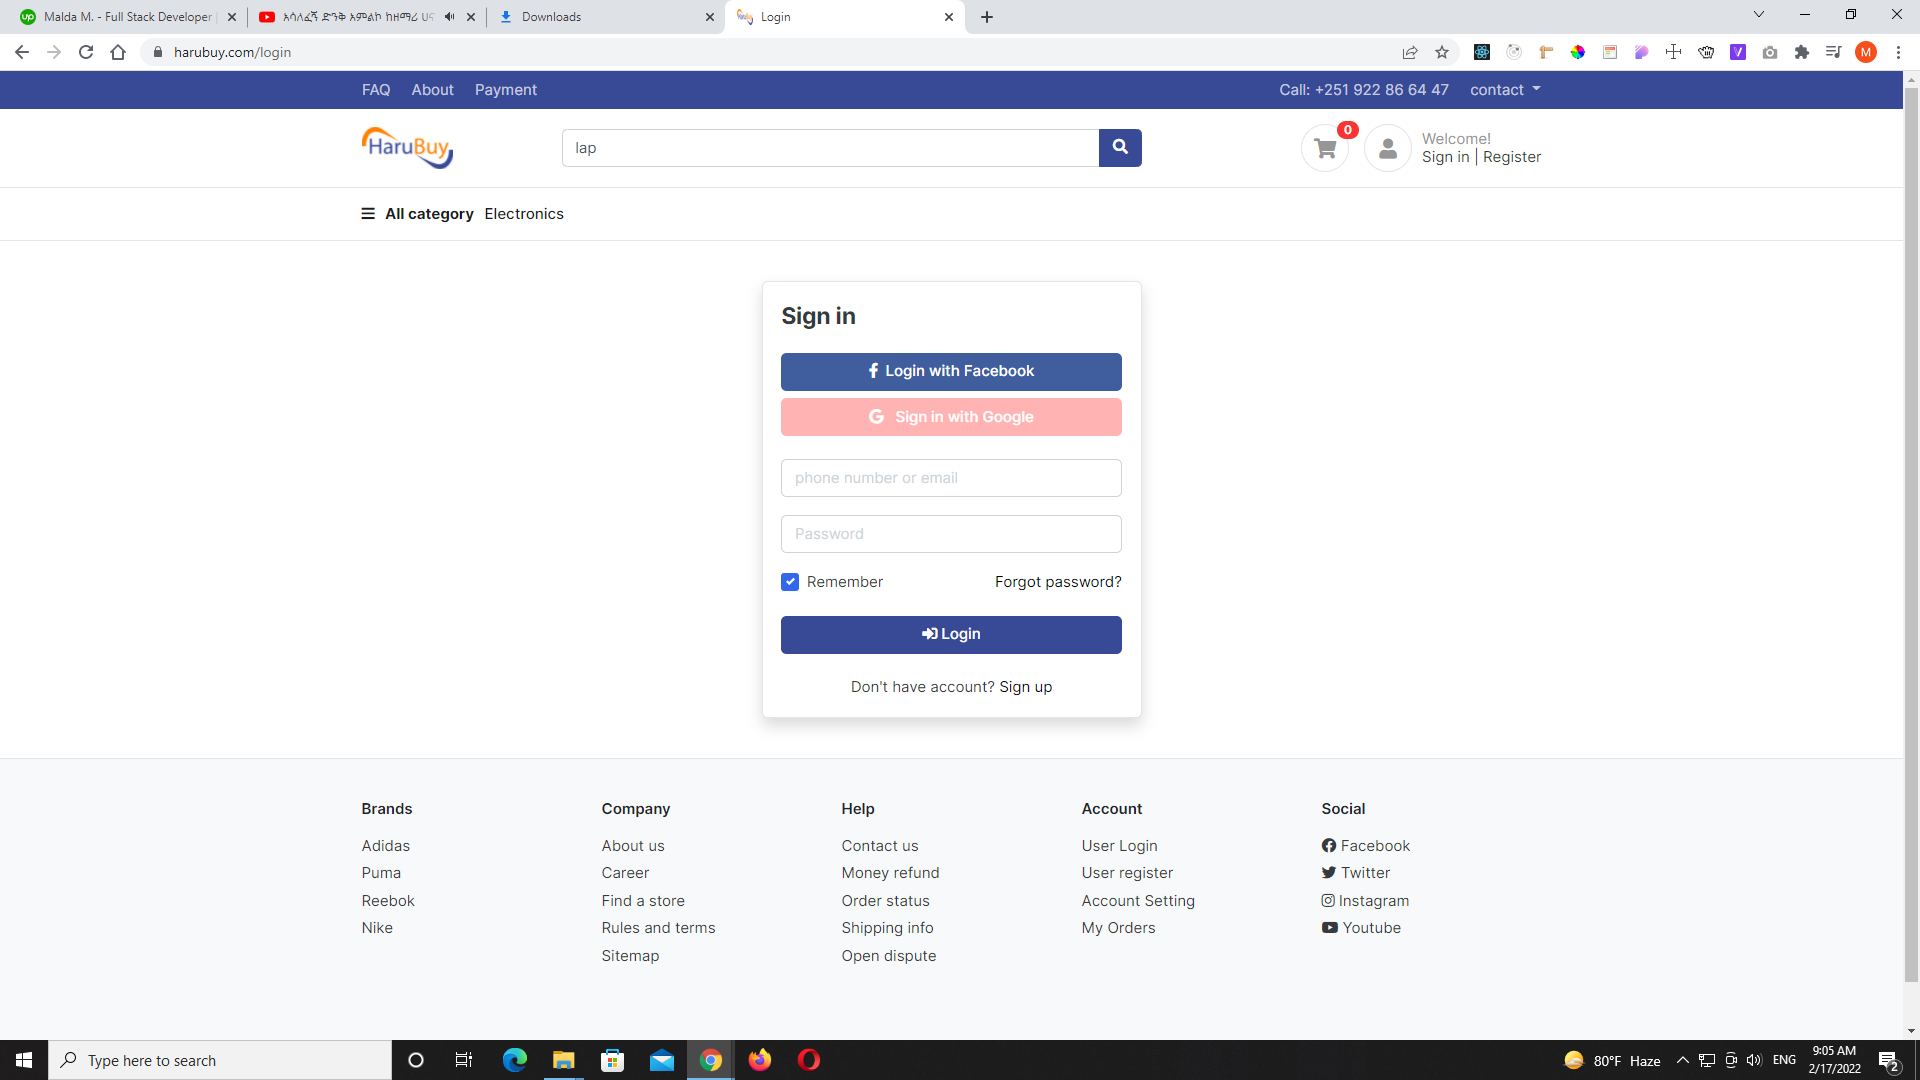 Malda M. - Full Stack Developer
አሳለፈኝ ድንቅ አምልኮ ከዘማሪ
Downloads
Login
harubuy.com/login
M
FAQ About Payment
Call: +251 922 86 64 47 contact
HaruBuy
lap
0
Welcome!
Sign in | Register
All category Electronics
Sign in
Login with Facebook
Sign in with Google
phone number or email
Password
Remember Forgot password?
Login
Don't have account? Sign up
Brands
Adidas
Puma
Reebok
Nike
Company
About us
Career
Find a store
Rules and terms
Sitemap
Help
Contact us
Money refund
Order status
Shipping info
Open dispute
Account
User Login
User register
Account Setting
My Orders
Social
Facebook
Twitter
Instagram
Youtube
Type here to search
80°F Haze
ENG
9:05 AM
2/17/2022
2